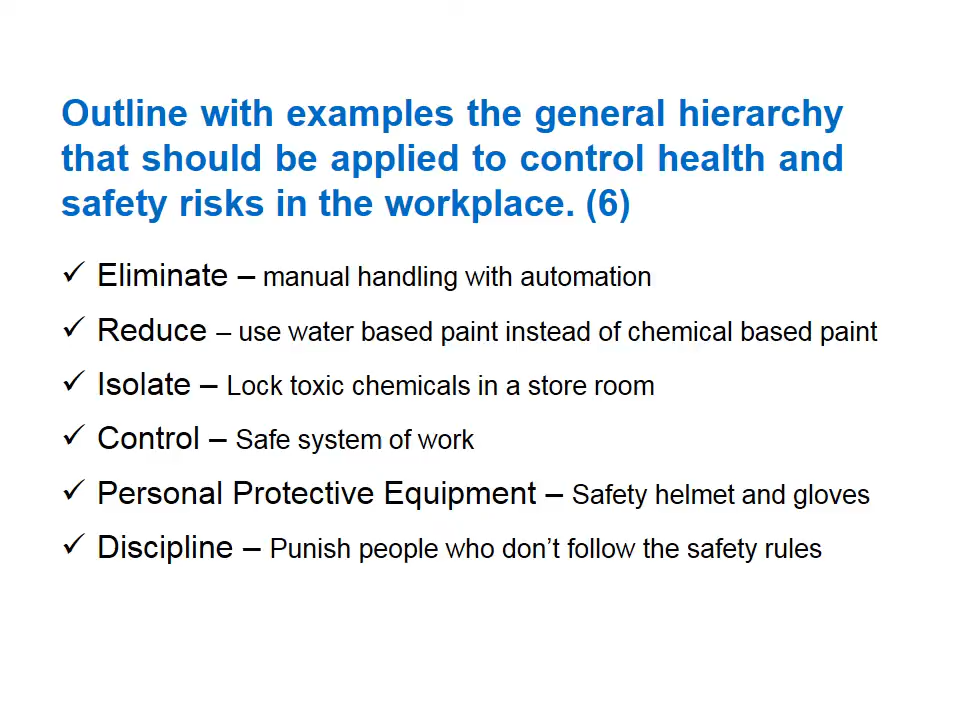 Outline with examples the general hierarchy
that should be applied to control health and
safety risks in the workplace. (6)
✓ Eliminate – manual handling with automation
✓ Reduce – use water based paint instead of chemical based paint
✓ Isolate – Lock toxic chemicals in a store room
✓ Control – Safe system of work
✓ Personal Protective Equipment – Safety helmet and gloves
✓ Discipline – Punish people who don’t follow the safety rules